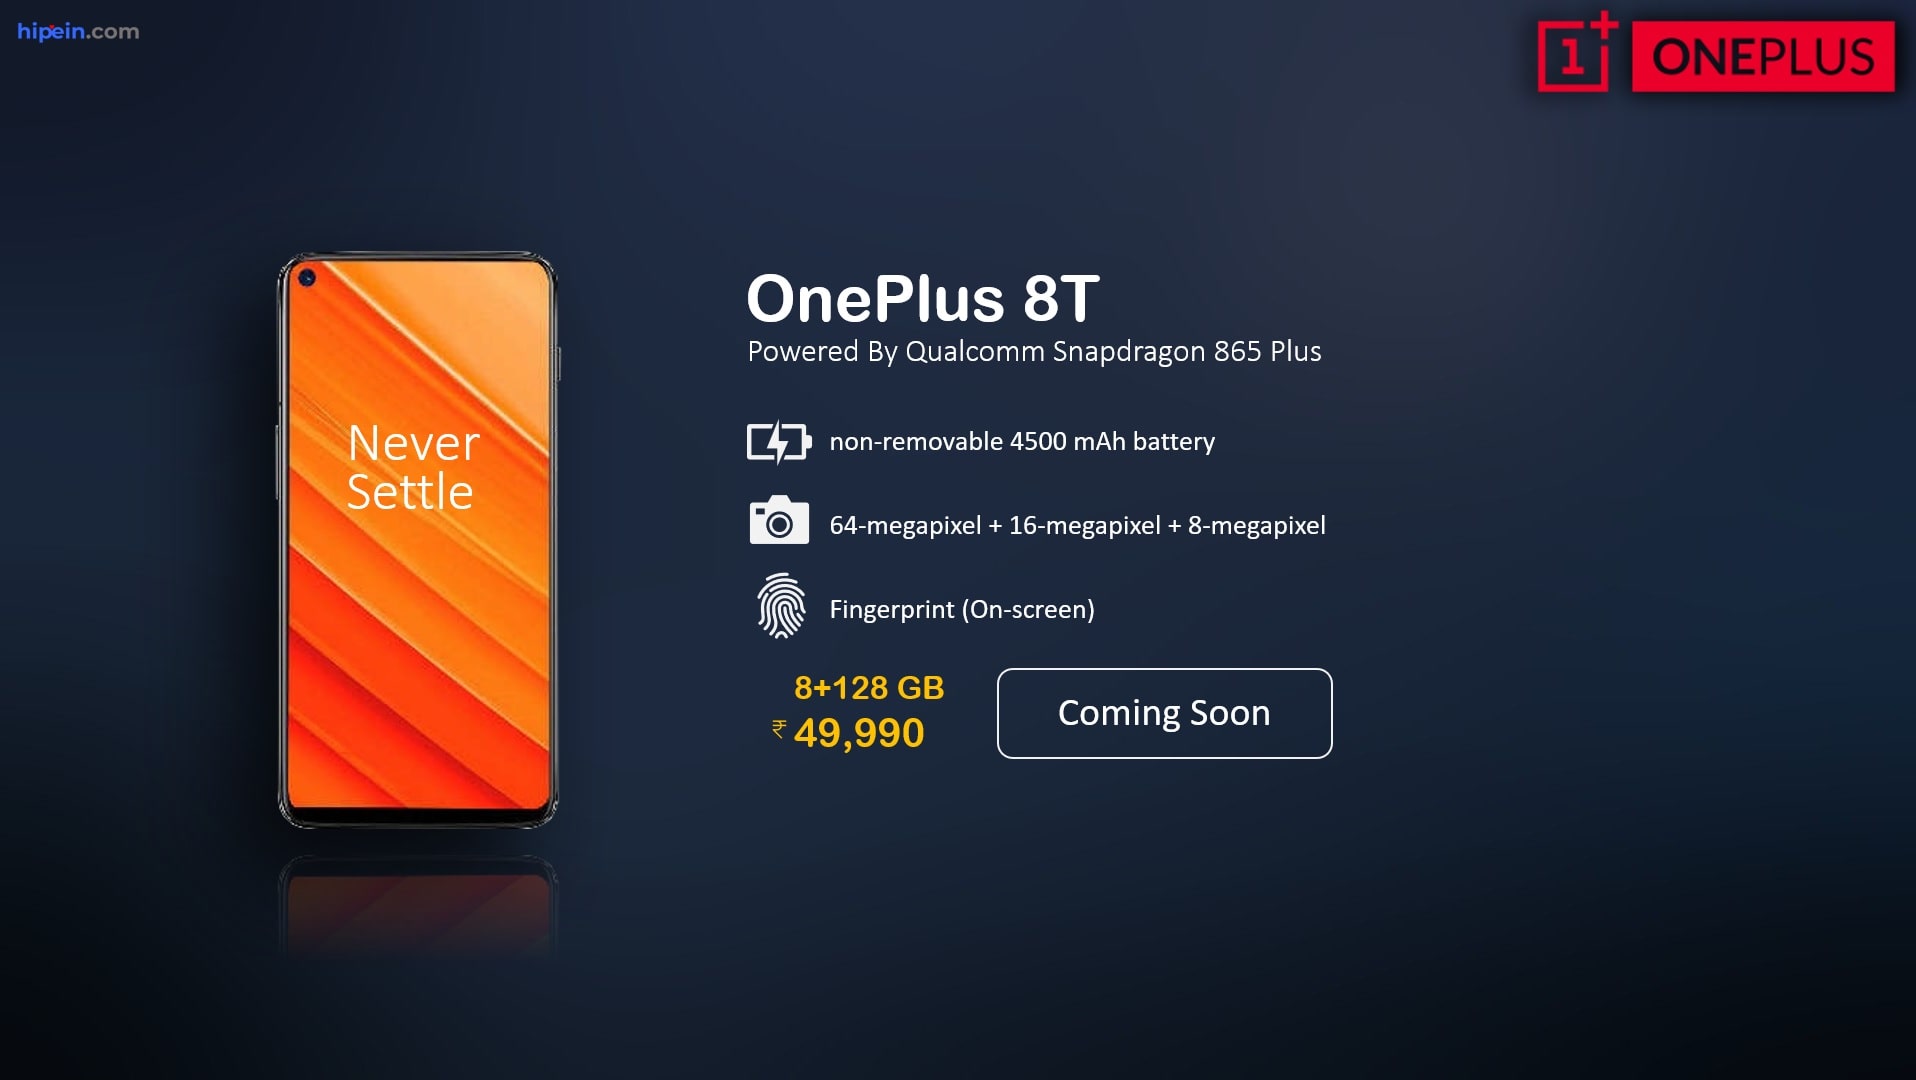 hipein.com
1+ ONEPLUS
Never
Settle
OnePlus 8T
Powered By Qualcomm Snapdragon 865 Plus
non-removable 4500 mAh battery
64-megapixel + 16-megapixel + 8-megapixel
Fingerprint (On-screen)
8+128 GB
₹ 49,990
Coming Soon